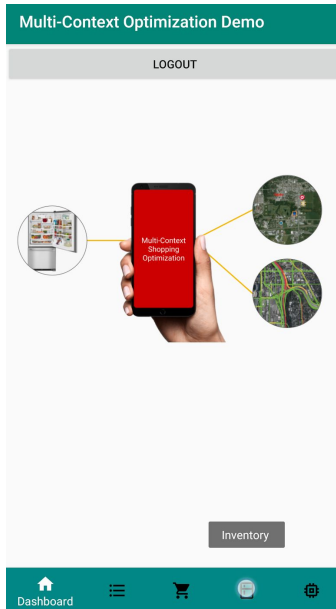 Multi-Context Optimization Demo
LOGOUT
Multi-Context
Shopping
Optimization
Inventory
Dashboard